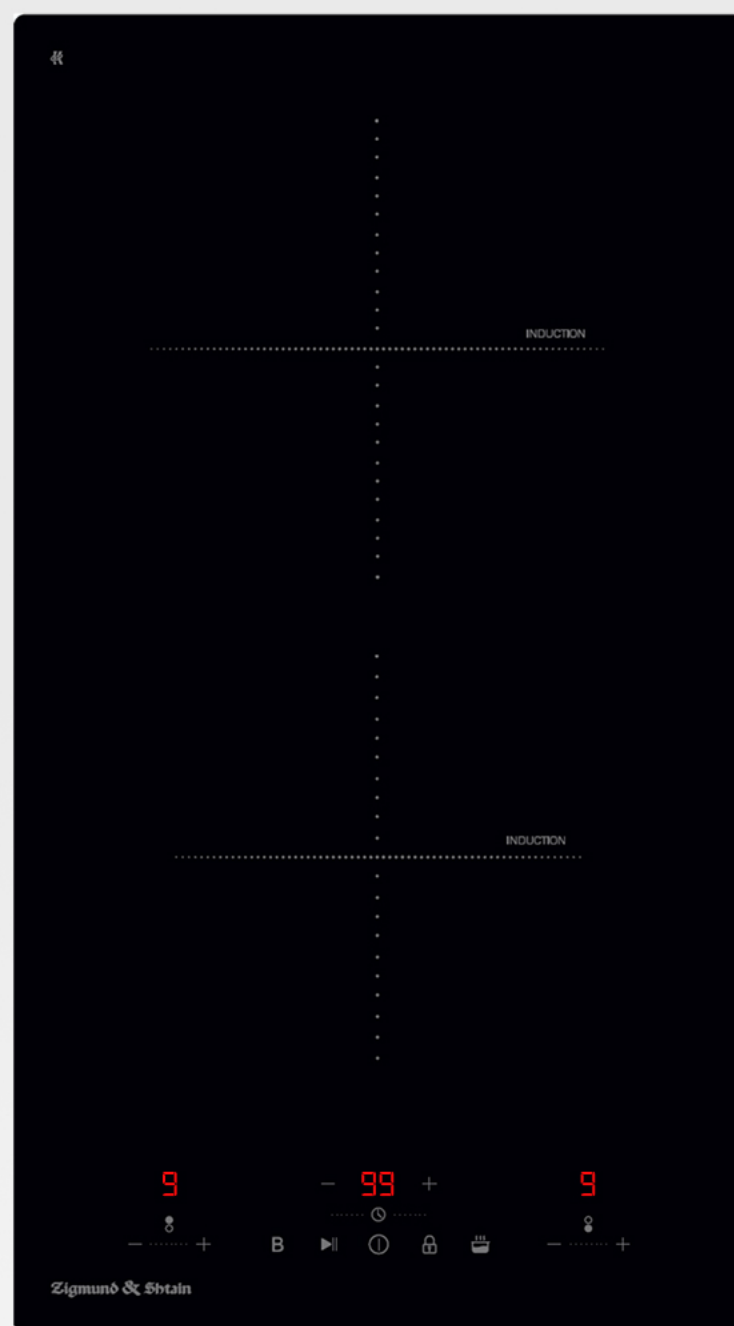 INDUCTION
INDUCTION
9 − 99 + 9
− + B − +
Zigmund & Shtain